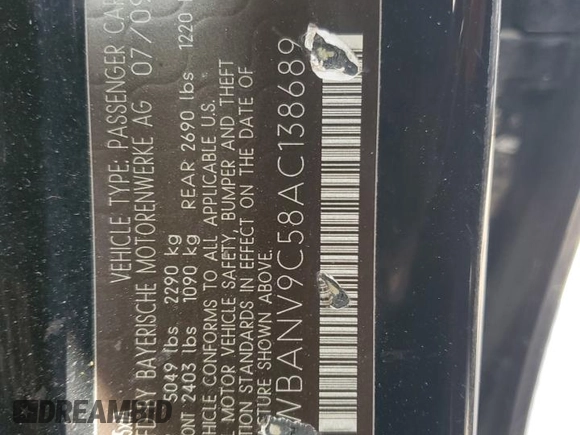 VEHICLE TYPE: PASSENGER CAR
BAYERISCHE MOTORENWERKE AG 07/09
5049 lbs 2290 kg
2403 lbs 1090 kg REAR 2690 lbs 1220
VEHICLE CONFORMS TO ALL APPLICABLE U.S.
MOTOR VEHICLE SAFETY, BUMPER AND THEFT
STANDARDS IN EFFECT ON THE DATE OF
SHOWN ABOVE.
WBANV9C58AC138689
DREAMBID